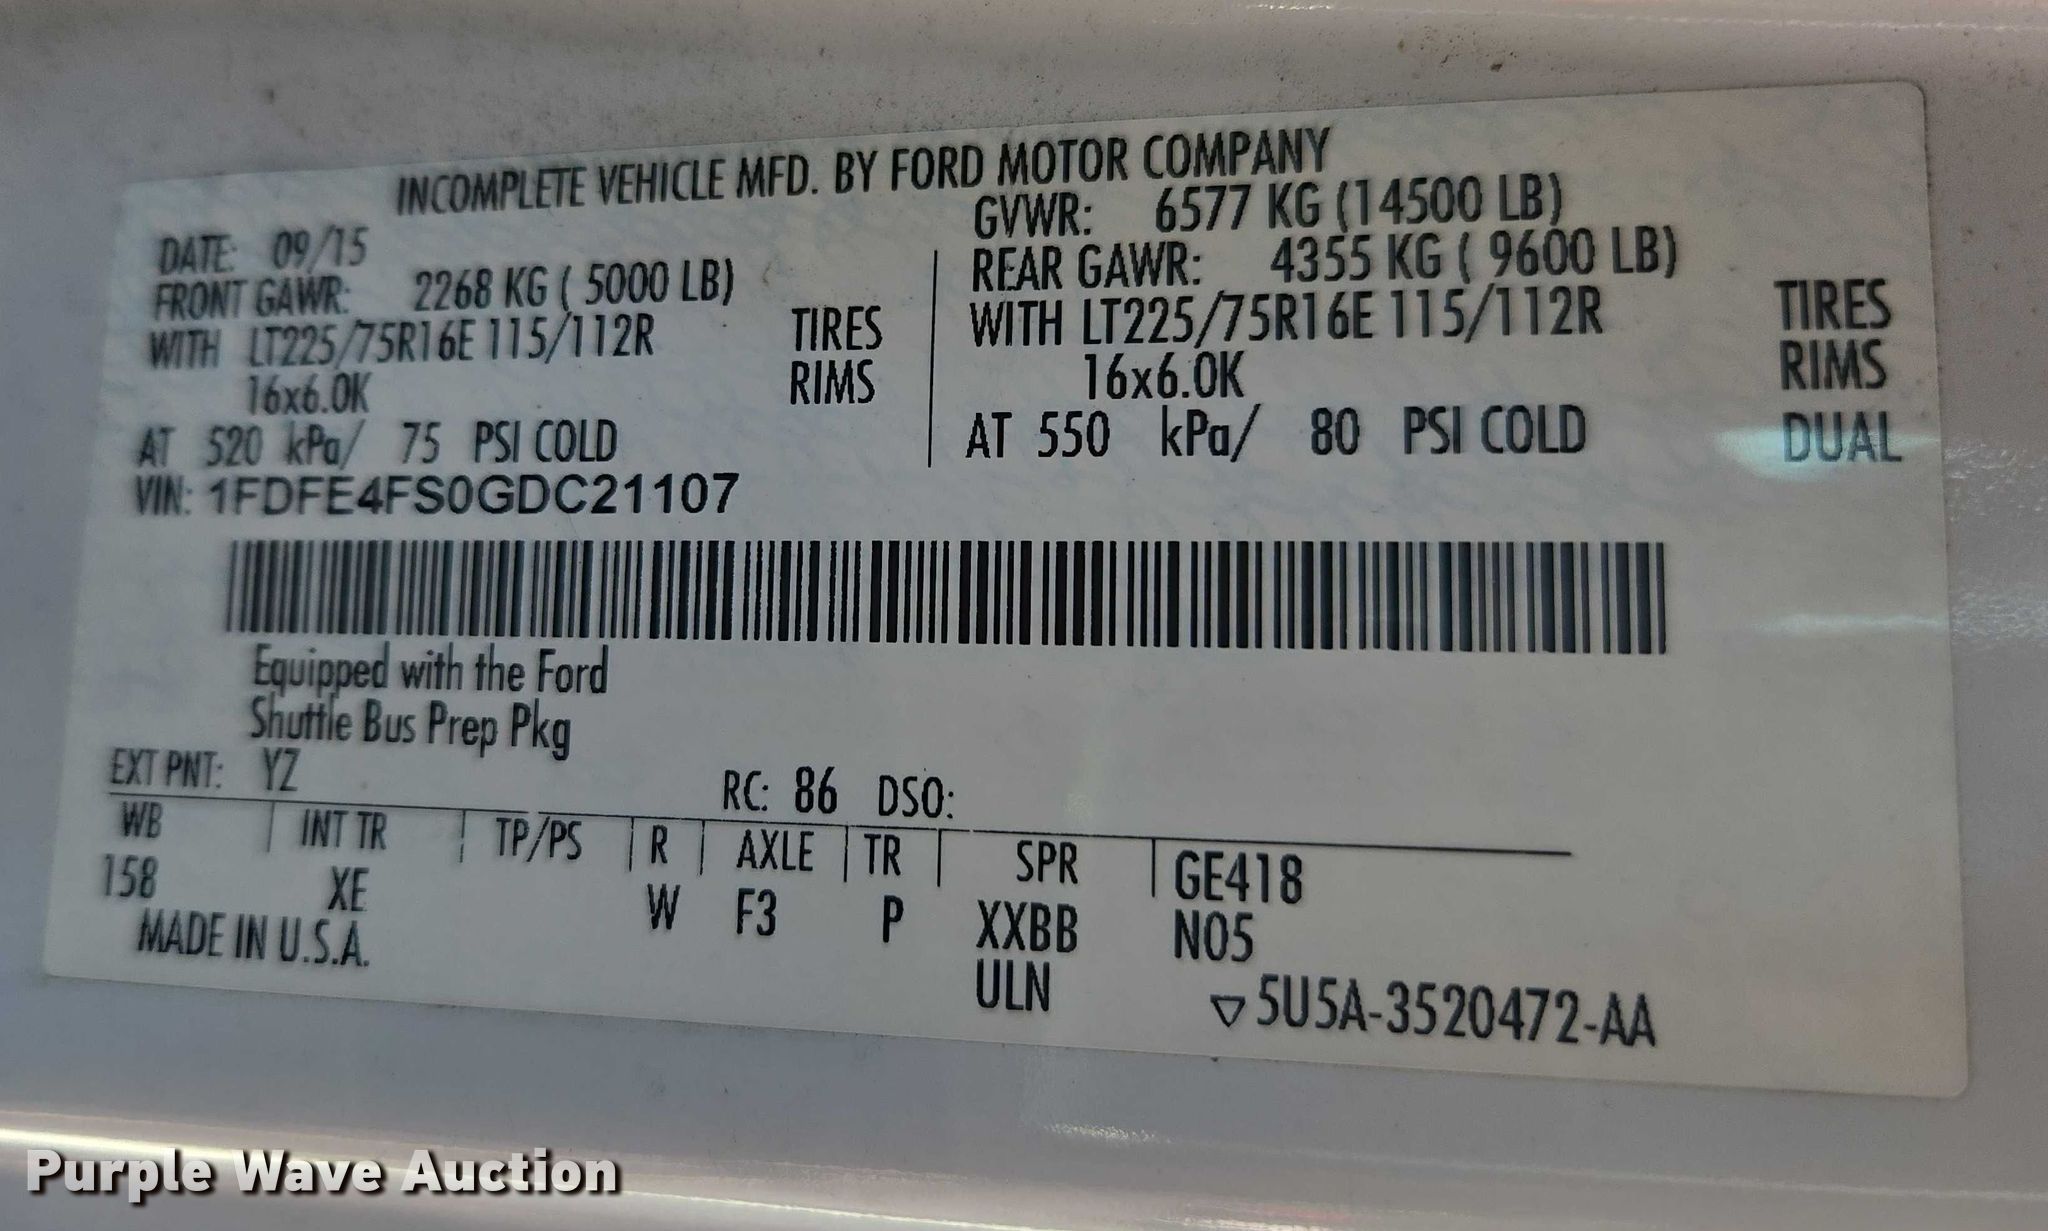 INCOMPLETE VEHICLE MFD. BY FORD MOTOR COMPANY
DATE: 09/15
GVWR: 6577 KG (14500 LB)
FRONT GAWR: 2268 KG ( 5000 LB)
REAR GAWR: 4355 KG ( 9600 LB)
WITH LT225/75R16E 115/112R TIRES
WITH LT225/75R16E 115/112R TIRES
16x6.0K RIMS
16x6.0K RIMS
AT 520 kPa/ 75 PSI COLD
AT 550 kPa/ 80 PSI COLD DUAL
VIN: 1FDFE4FS0GDC21107
Equipped with the Ford
Shuttle Bus Prep Pkg
EXT PNT: YZ RC: 86 DSO:
WB | INT TR | TP/PS | R | AXLE | TR | SPR | GE418
158 XE W F3 P XXBB N05
MADE IN U.S.A. ULN ▽5U5A-3520472-AA
Purple Wave Auction